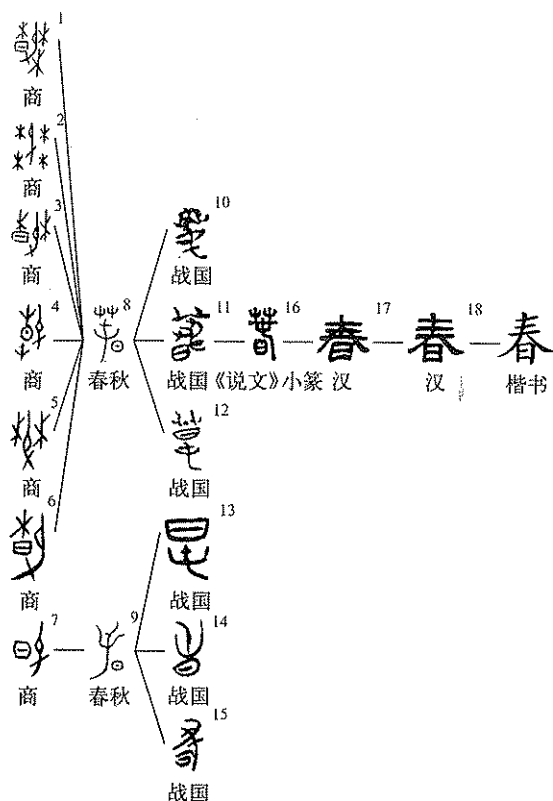 1
商
2
商
3 10
商 战国
4 8 11 16 17 18
春 春 春
商 春秋 战国 《说文》小篆 汉 汉 楷书
5 12
商 战国
6 13
商 战国
7 9 14
商 春秋 战国
15
战国